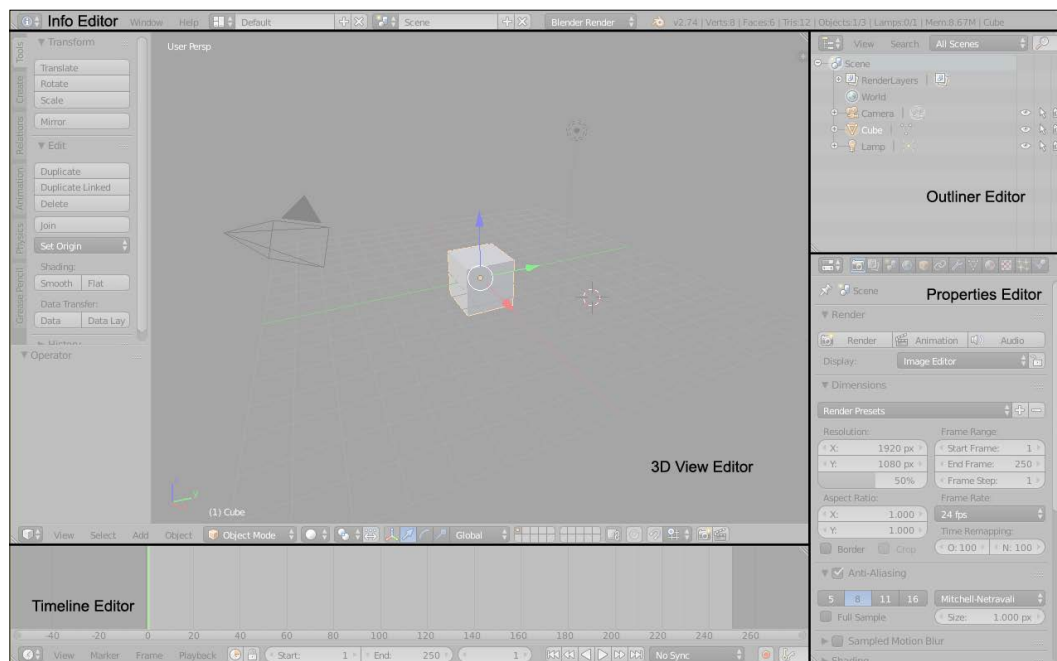 Info Editor Window Help Default Scene Blender Render v2.74 | Verts:8 | Faces:6 | Tris:12 | Objects:1/3 | Lamps:0/1 | Mem:8.67M | Cube
Tools
Create
Relations
Animation
Physics
Grease Pencil
Transform
Translate
Rotate
Scale
Mirror
Edit
Duplicate
Duplicate Linked
Delete
Join
Set Origin
Shading:
Smooth Flat
Data Transfer:
Data Data Lay
History
Operator
User Persp
3D View Editor
(1) Cube
View Select Add Object Object Mode Global
Timeline Editor
-40 -20 0 20 40 60 80 100 120 140 160 180 200 220 240 260
View Marker Frame Playback Start: 1 End: 250 1 No Sync
View Search All Scenes
Scene
RenderLayers |
World
Camera |
Cube |
Lamp |
Outliner Editor
Scene
Properties Editor
Render
Render Animation Audio
Display: Image Editor
Dimensions
Render Presets
Resolution: Frame Range:
X: 1920 px Start Frame: 1
Y: 1080 px End Frame: 250
50% Frame Step: 1
Aspect Ratio: Frame Rate:
X: 1.000 24 fps
Y: 1.000 Time Remapping:
Border Crop O: 100 N: 100
Anti-Aliasing
5 8 11 16 Mitchell-Netravali
Full Sample Size: 1.000 px
Sampled Motion Blur
Shading